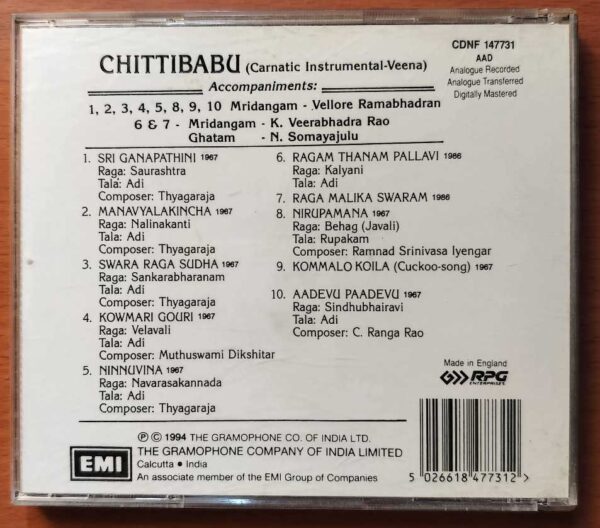 CHITTIBABU (Carnatic Instrumental-Veena)
CDNF 147731
AAD
Analogue Recorded
Analogue Transferred
Digitally Mastered
Accompaniments:
1, 2, 3, 4, 5, 8, 9, 10 Mridangam - Vellore Ramabhadran
6 & 7 - Mridangam - K. Veerabhadra Rao
Ghatam - N. Somayajulu
1. SRI GANAPATHINI 1967
Raga: Saurashtra
Tala: Adi
Composer: Thyagaraja
2. MANAVYALAKINCHA 1967
Raga: Nalinakanti
Tala: Adi
Composer: Thyagaraja
3. SWARA RAGA SUDHA 1967
Raga: Sankarabharanam
Tala: Adi
Composer: Thyagaraja
4. KOWMARI GOURI 1967
Raga: Velavali
Tala: Adi
Composer: Muthuswami Dikshitar
5. NINNUVINA 1967
Raga: Navarasakannada
Tala: Adi
Composer: Thyagaraja
6. RAGAM THANAM PALLAVI 1986
Raga: Kalyani
Tala: Adi
7. RAGA MALIKA SWARAM 1986
8. NIRUPAMANA 1967
Raga: Behag (Javali)
Tala: Rupakam
Composer: Ramnad Srinivasa Iyengar
9. KOMMALO KOILA (Cuckoo-song) 1967
10. AADEVU PAADEVU 1967
Raga: Sindhubhairavi
Tala: Adi
Composer: C. Ranga Rao
Made in England
RPG
ENTERPRISES
EMI
℗ © 1994 THE GRAMOPHONE CO. OF INDIA LTD.
THE GRAMOPHONE COMPANY OF INDIA LIMITED
Calcutta • India
An associate member of the EMI Group of Companies
5 026618 477312 >